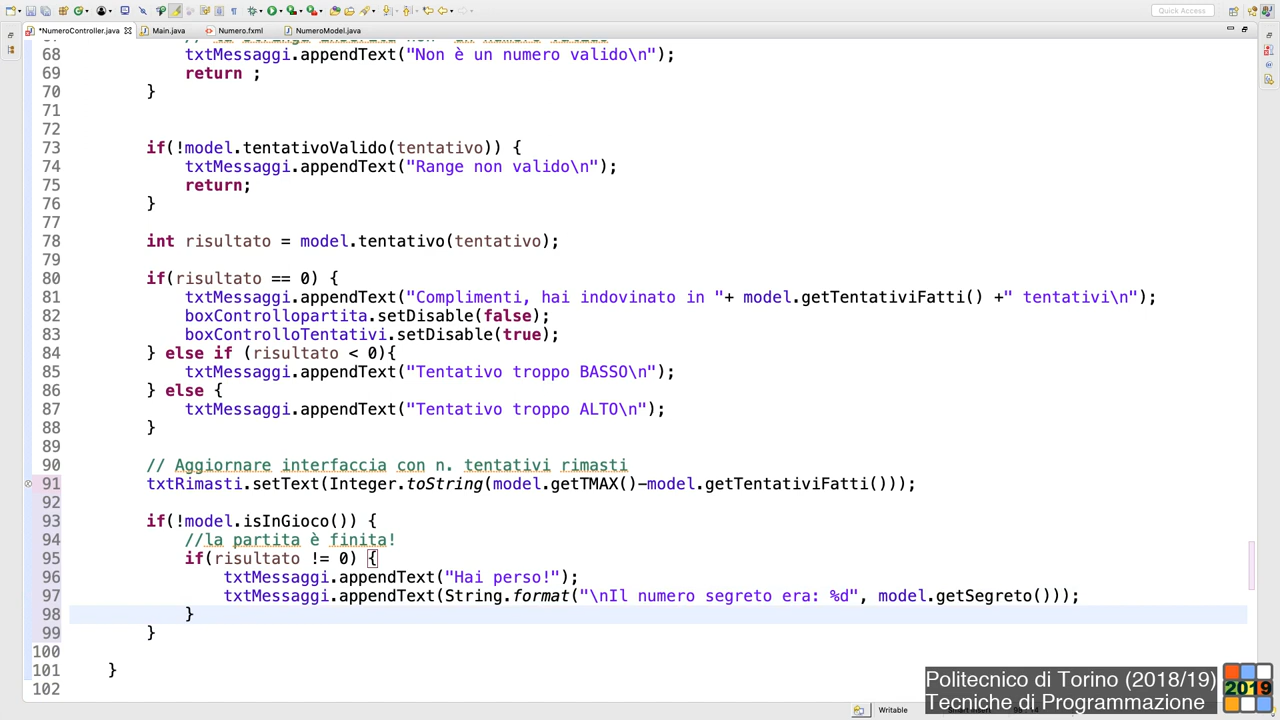 Quick Access
*NumeroController.java Main.java Numero.fxml NumeroModel.java
68 txtMessaggi.appendText("Non è un numero valido\n");
69 return ;
70 }
71
72
73 if(!model.tentativoValido(tentativo)) {
74 txtMessaggi.appendText("Range non valido\n");
75 return;
76 }
77
78 int risultato = model.tentativo(tentativo);
79
80 if(risultato == 0) {
81 txtMessaggi.appendText("Complimenti, hai indovinato in "+ model.getTentativiFatti() +" tentativi\n");
82 boxControllopartita.setDisable(false);
83 boxControlloTentativi.setDisable(true);
84 } else if (risultato < 0){
85 txtMessaggi.appendText("Tentativo troppo BASSO\n");
86 } else {
87 txtMessaggi.appendText("Tentativo troppo ALTO\n");
88 }
89
90 // Aggiornare interfaccia con n. tentativi rimasti
91 txtRimasti.setText(Integer.toString(model.getTMAX()-model.getTentativiFatti()));
92
93 if(!model.isInGioco()) {
94 //la partita è finita!
95 if(risultato != 0) {
96 txtMessaggi.appendText("Hai perso!");
97 txtMessaggi.appendText(String.format("\nIl numero segreto era: %d", model.getSegreto()));
98 }
99 }
100
101 }
102
Politecnico di Torino (2018/19)
Tecniche di Programmazione
2019
Writable